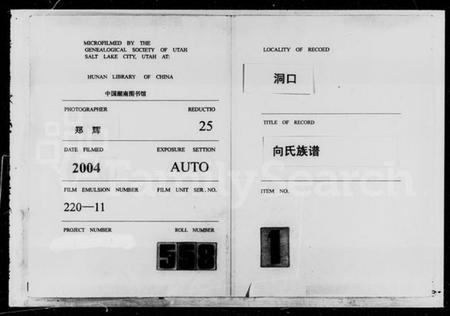 MICROFILMED BY THE
GENEALOGICAL SOCIETY OF UTAH
SALT LAKE CITY, UTAH AT:
HUNAN LIBRARY OF CHINA
中国湖南图书馆
PHOTOGRAPHER REDUCTIO
郑 辉 25
DATE FILMED EXPOSURE SETTION
2004 AUTO
FILM EMULSION NUMBER FILM UNIT SER. NO.
220—11
PROJECT NUMBER ROLL NUMBER
558
LOCALITY OF RECOED
洞口
TITLE OF RECORD
向氏族谱
ITEM NO.
1
FamilySearch